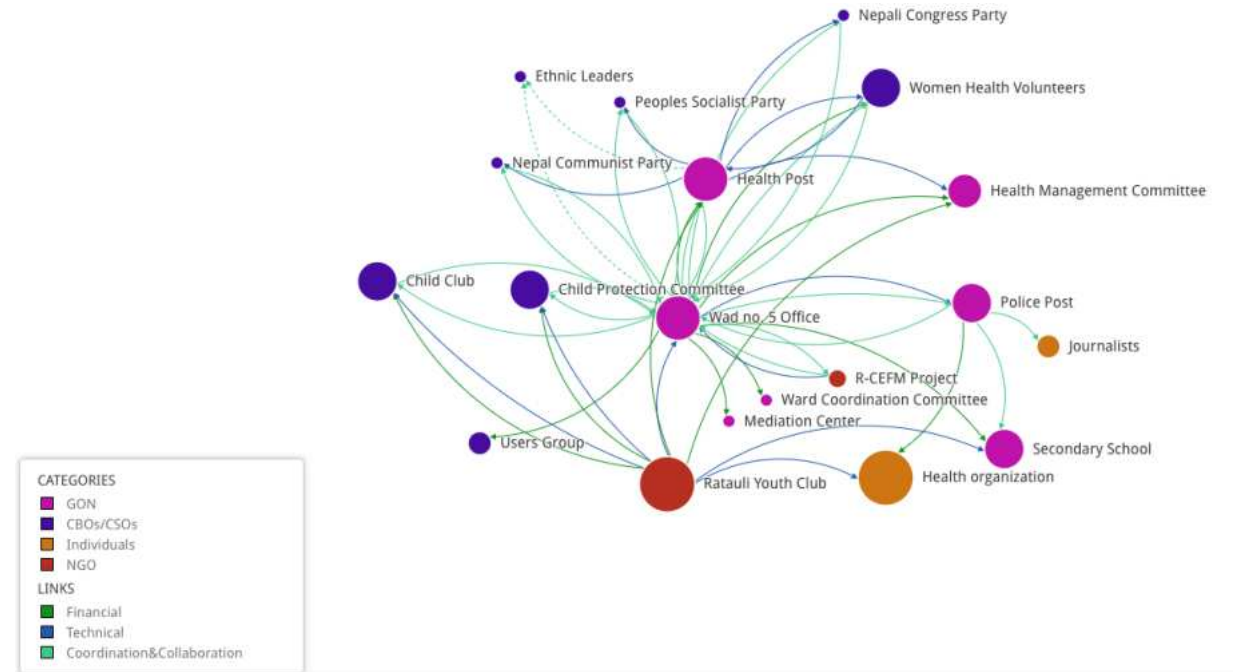 Nepali Congress Party
Ethnic Leaders
Women Health Volunteers
Peoples Socialist Party
Nepal Communist Party
Health Post
Health Management Committee
Child Club
Child Protection Committee
Police Post
Wad no. 5 Office
Journalists
R-CEFM Project
Ward Coordination Committee
Mediation Center
Users Group
Secondary School
Health organization
Ratauli Youth Club
CATEGORIES
GON
CBOs/CSOs
Individuals
NGO
LINKS
Financial
Technical
Coordination&Collaboration